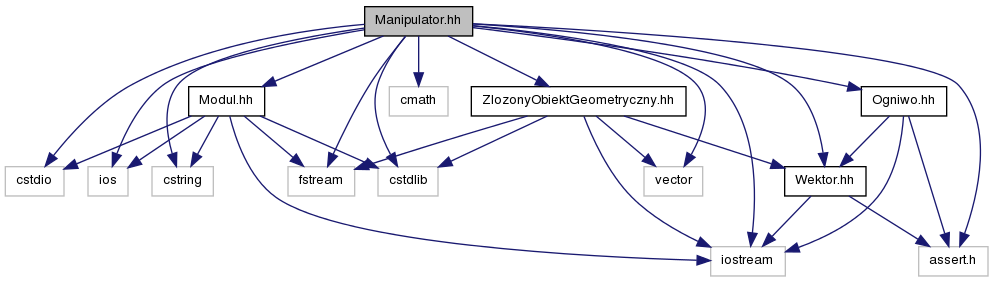 Manipulator.hh
Modul.hh
cmath
ZlozonyObiektGeometryczny.hh
Ogniwo.hh
cstdio
ios
cstring
fstream
cstdlib
vector
Wektor.hh
iostream
assert.h